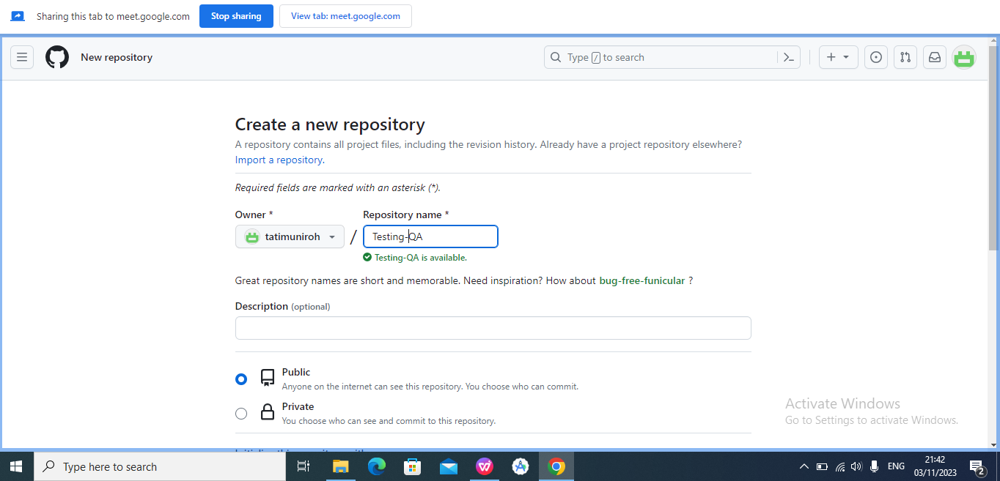 Sharing this tab to meet.google.com Stop sharing View tab: meet.google.com
New repository Type / to search
Create a new repository
A repository contains all project files, including the revision history. Already have a project repository elsewhere?
Import a repository.
Required fields are marked with an asterisk (*).
Owner * Repository name *
tatimuniroh / Testing-QA
Testing-QA is available.
Great repository names are short and memorable. Need inspiration? How about bug-free-funicular ?
Description (optional)
Public
Anyone on the internet can see this repository. You choose who can commit.
Private
You choose who can see and commit to this repository.
Activate Windows
Go to Settings to activate Windows.
Type here to search
ENG
21:42
03/11/2023
2